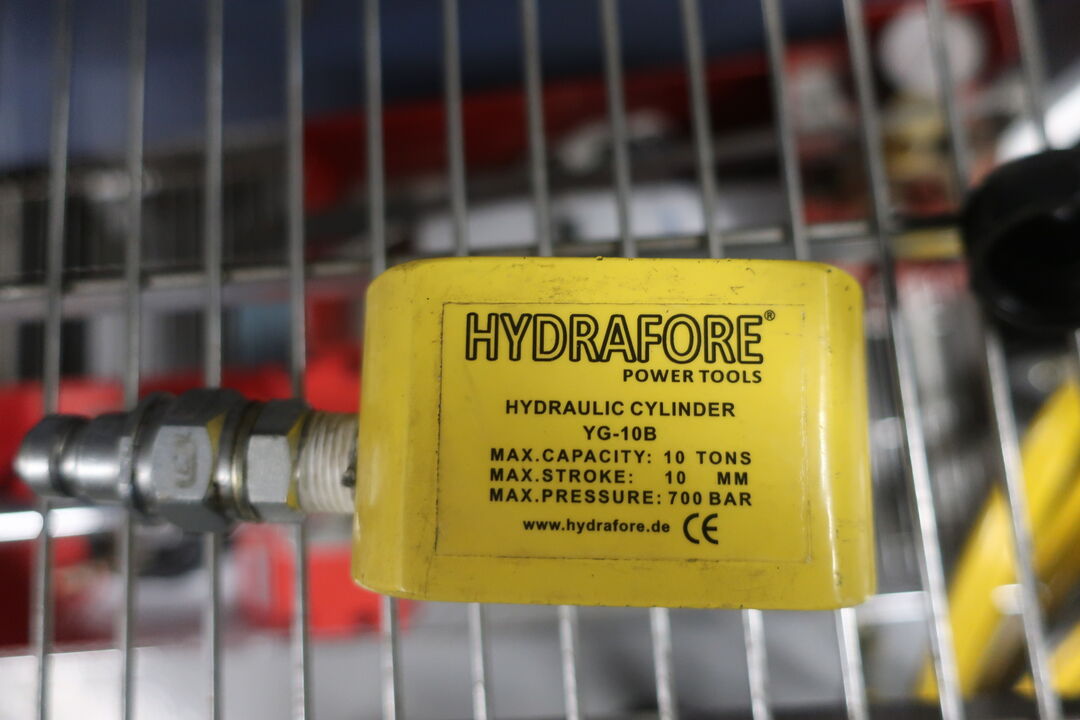 HYDRAFORE®
POWER TOOLS
HYDRAULIC CYLINDER
YG-10B
MAX.CAPACITY: 10 TONS
MAX.STROKE: 10 MM
MAX.PRESSURE: 700 BAR
www.hydrafore.de CE